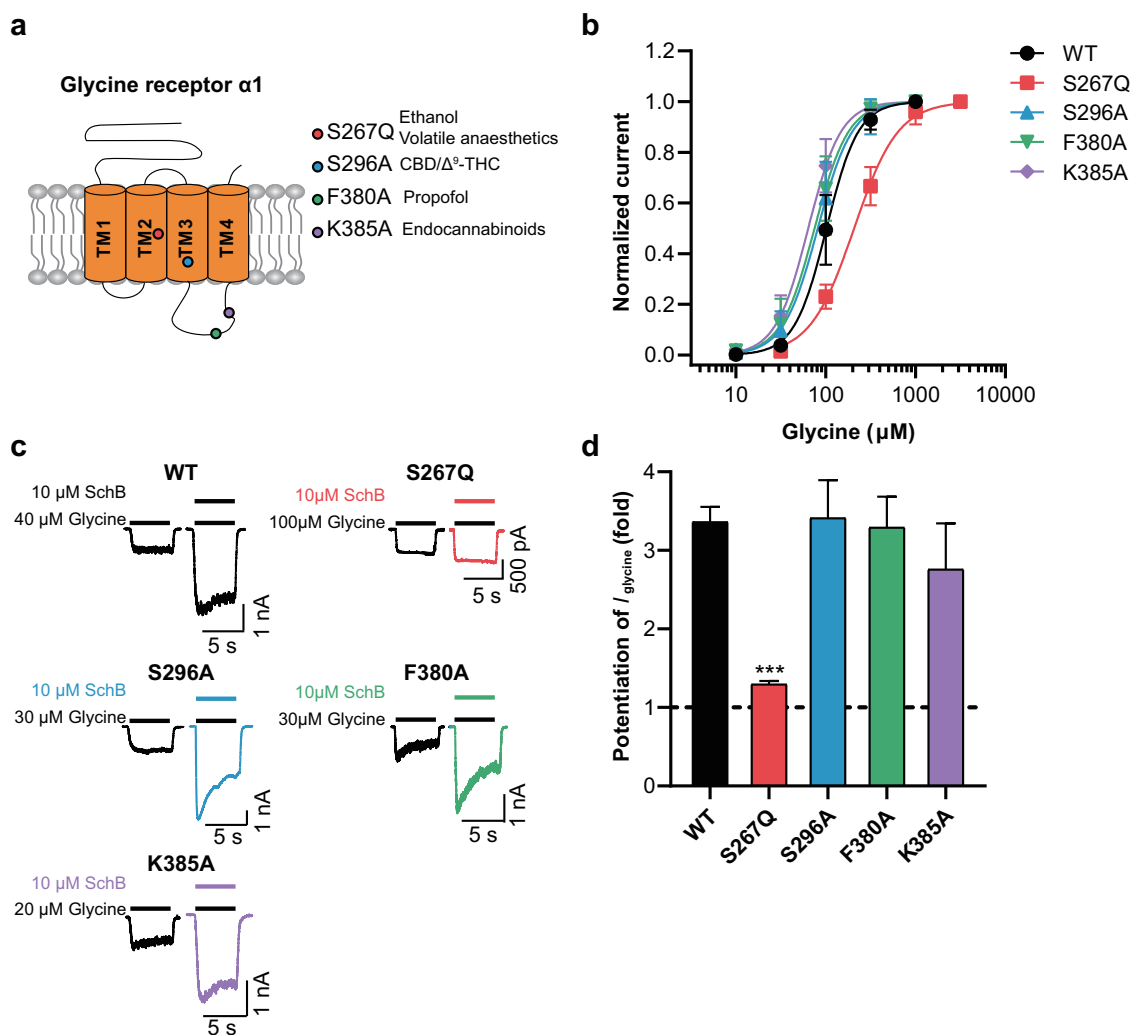 a
Glycine receptor α1
TM1
TM2
TM3
TM4
S267Q Ethanol
Volatile anaesthetics
S296A CBD/Δ⁹-THC
F380A Propofol
K385A Endocannabinoids
b
Normalized current
1.2
1.0
0.8
0.6
0.4
0.2
0.0
10 100 1000 10000
Glycine (µM)
WT
S267Q
S296A
F380A
K385A
c
WT
10 µM SchB
40 µM Glycine
5 s
1 nA
S267Q
10µM SchB
100µM Glycine
5 s
500 pA
S296A
10 µM SchB
30 µM Glycine
5 s
1 nA
F380A
10µM SchB
30µM Glycine
5 s
1 nA
K385A
10 µM SchB
20 µM Glycine
5 s
1 nA
d
Potentiation of I glycine (fold)
4
3
2
1
0
***
WT
S267Q
S296A
F380A
K385A